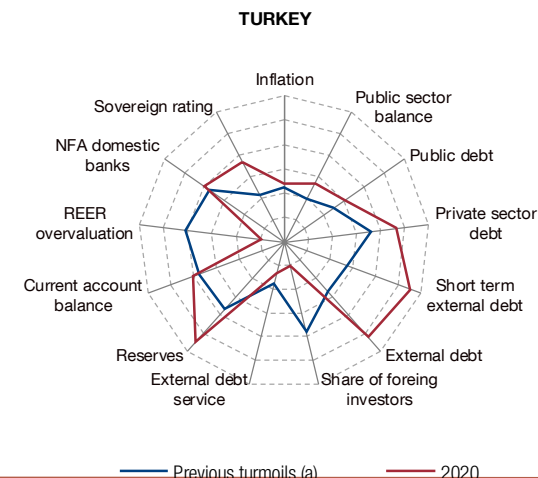 TURKEY
Inflation
Public sector
balance
Public debt
Private sector
debt
Short term
external debt
External debt
Share of foreing
investors
External debt
service
Reserves
Current account
balance
REER
overvaluation
NFA domestic
banks
Sovereign rating
Previous turmoils (a)
2020